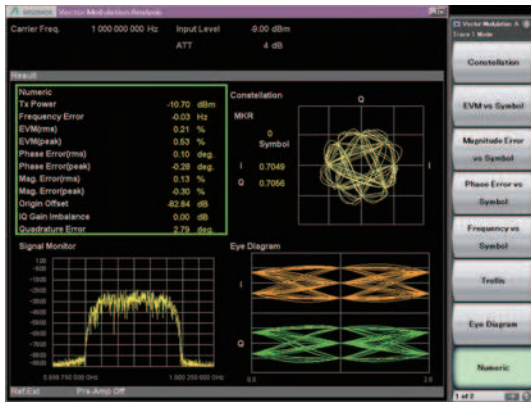 Vector Modulation Analysis
Carrier Freq. 1 000 000 000 Hz Input Level -9.00 dBm
ATT 4 dB
Result
Numeric
Tx Power -10.70 dBm
Frequency Error -0.03 Hz
EVM(rms) 0.21 %
EVM(peak) 0.53 %
Phase Error(rms) 0.10 deg.
Phase Error(peak) -0.28 deg.
Mag. Error(rms) 0.13 %
Mag. Error(peak) -0.30 %
Origin Offset -82.84 dB
IQ Gain Imbalance 0.00 dB
Quadrature Error 2.79 deg.
Constellation
MKR
0
Symbol
I 0.7049
Q 0.7056
Q
I
Signal Monitor
999 750 000 0Hz
1 000 250 000 0Hz
Eye Diagram
I
Q
0.0
2.0
Ref.Ext Pre-Amp Off
Vector Modulation A
Trace 1 Mode
Constellation
EVM vs Symbol
Magnitude Error
vs Symbol
Phase Error vs
Symbol
Frequency vs
Symbol
Trellis
Eye Diagram
Numeric
1 of 2